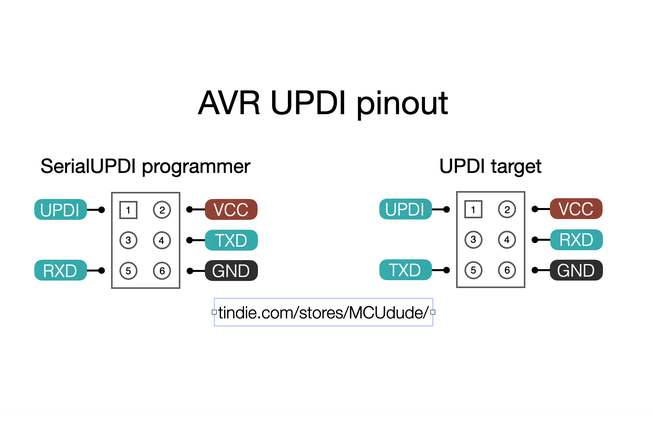 AVR UPDI pinout
SerialUPDI programmer
UPDI 1 2 VCC
3 4 TXD
RXD 5 6 GND
UPDI target
UPDI 1 2 VCC
3 4 RXD
TXD 5 6 GND
tindie.com/stores/MCUdude/